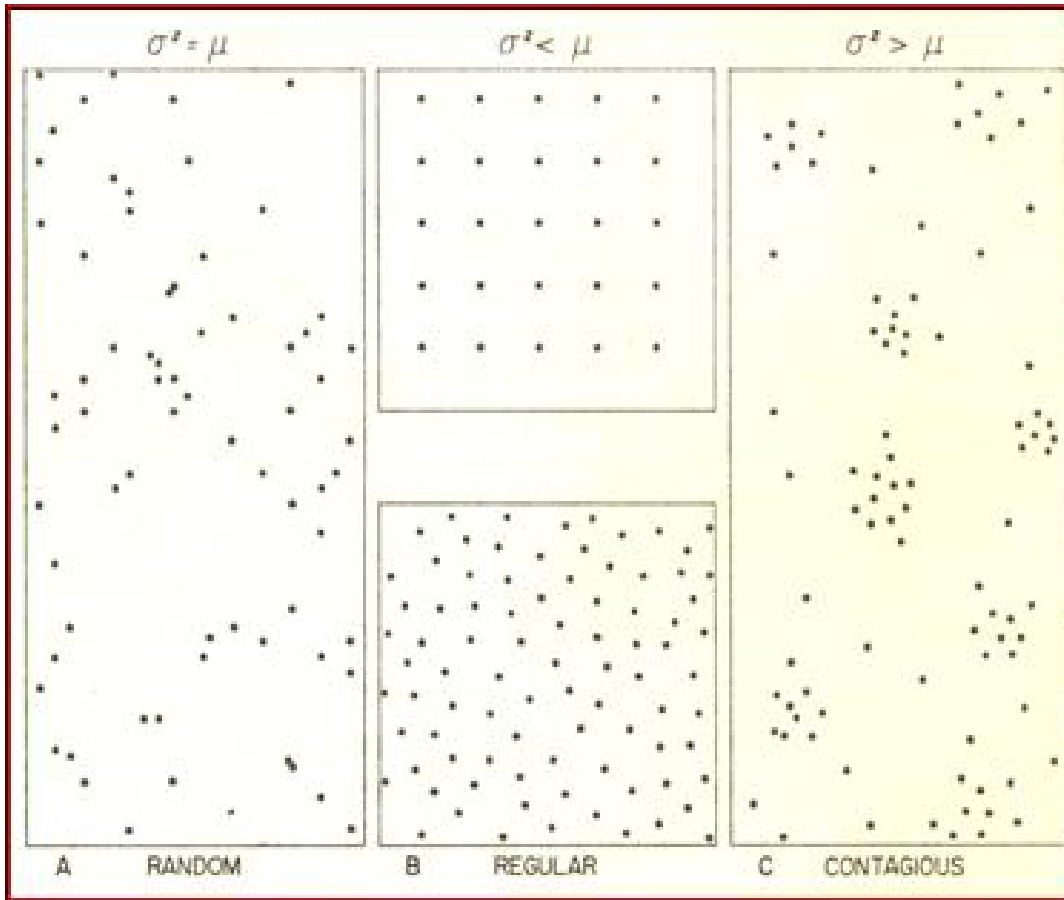 σ² = μ
σ² < μ
σ² > μ
A RANDOM
B REGULAR
C CONTAGIOUS